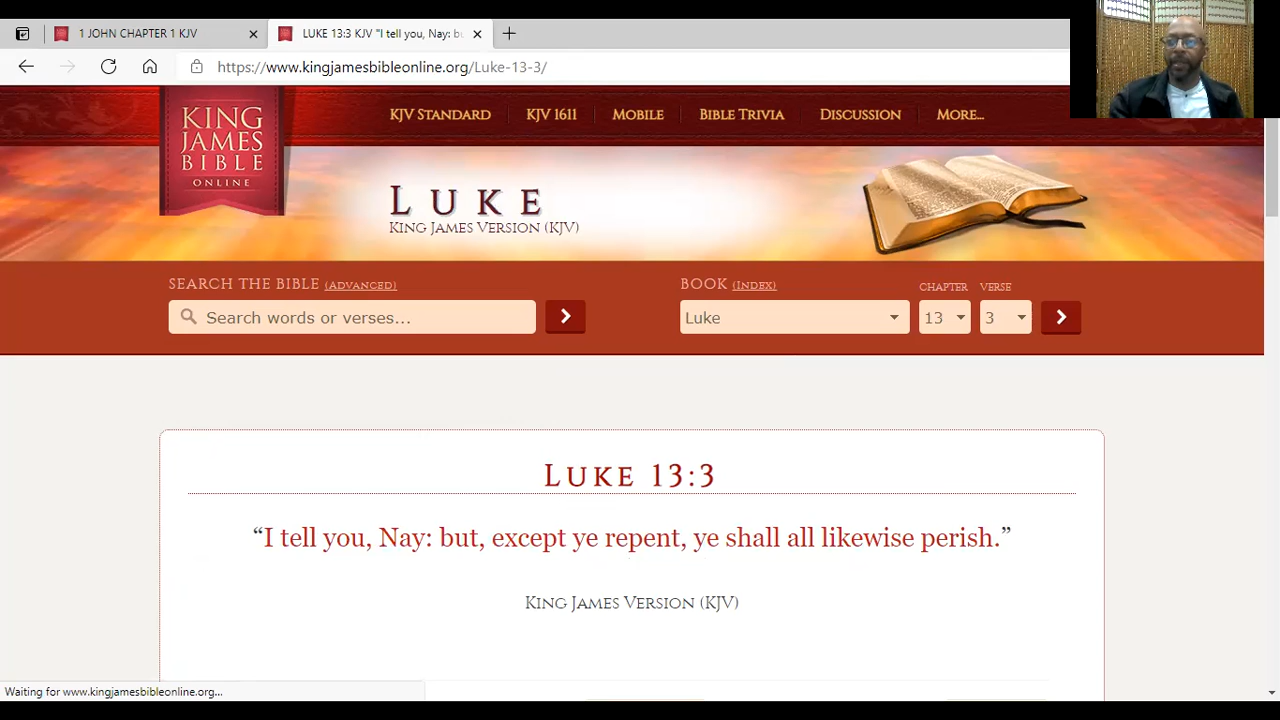 1 JOHN CHAPTER 1 KJV
LUKE 13:3 KJV "I tell you, Nay: bu
https://www.kingjamesbibleonline.org/Luke-13-3/
KING
JAMES
BIBLE
ONLINE
KJV STANDARD
KJV 1611
MOBILE
BIBLE TRIVIA
DISCUSSION
MORE...
LUKE
KING JAMES VERSION (KJV)
SEARCH THE BIBLE (ADVANCED)
Search words or verses...
BOOK (INDEX)
CHAPTER
VERSE
Luke
13
3
LUKE 13:3
“I tell you, Nay: but, except ye repent, ye shall all likewise perish.”
KING JAMES VERSION (KJV)
Waiting for www.kingjamesbibleonline.org...